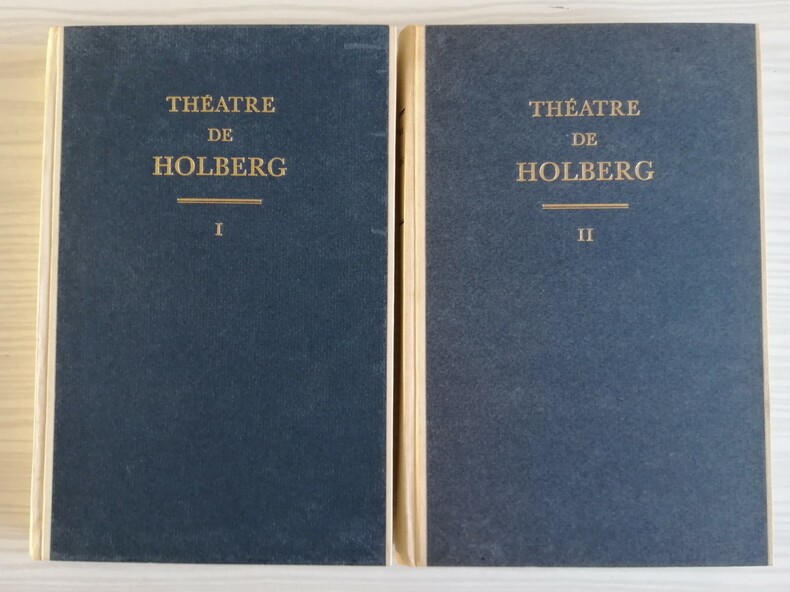 THÉATRE
DE
HOLBERG
I
THÉATRE
DE
HOLBERG
II